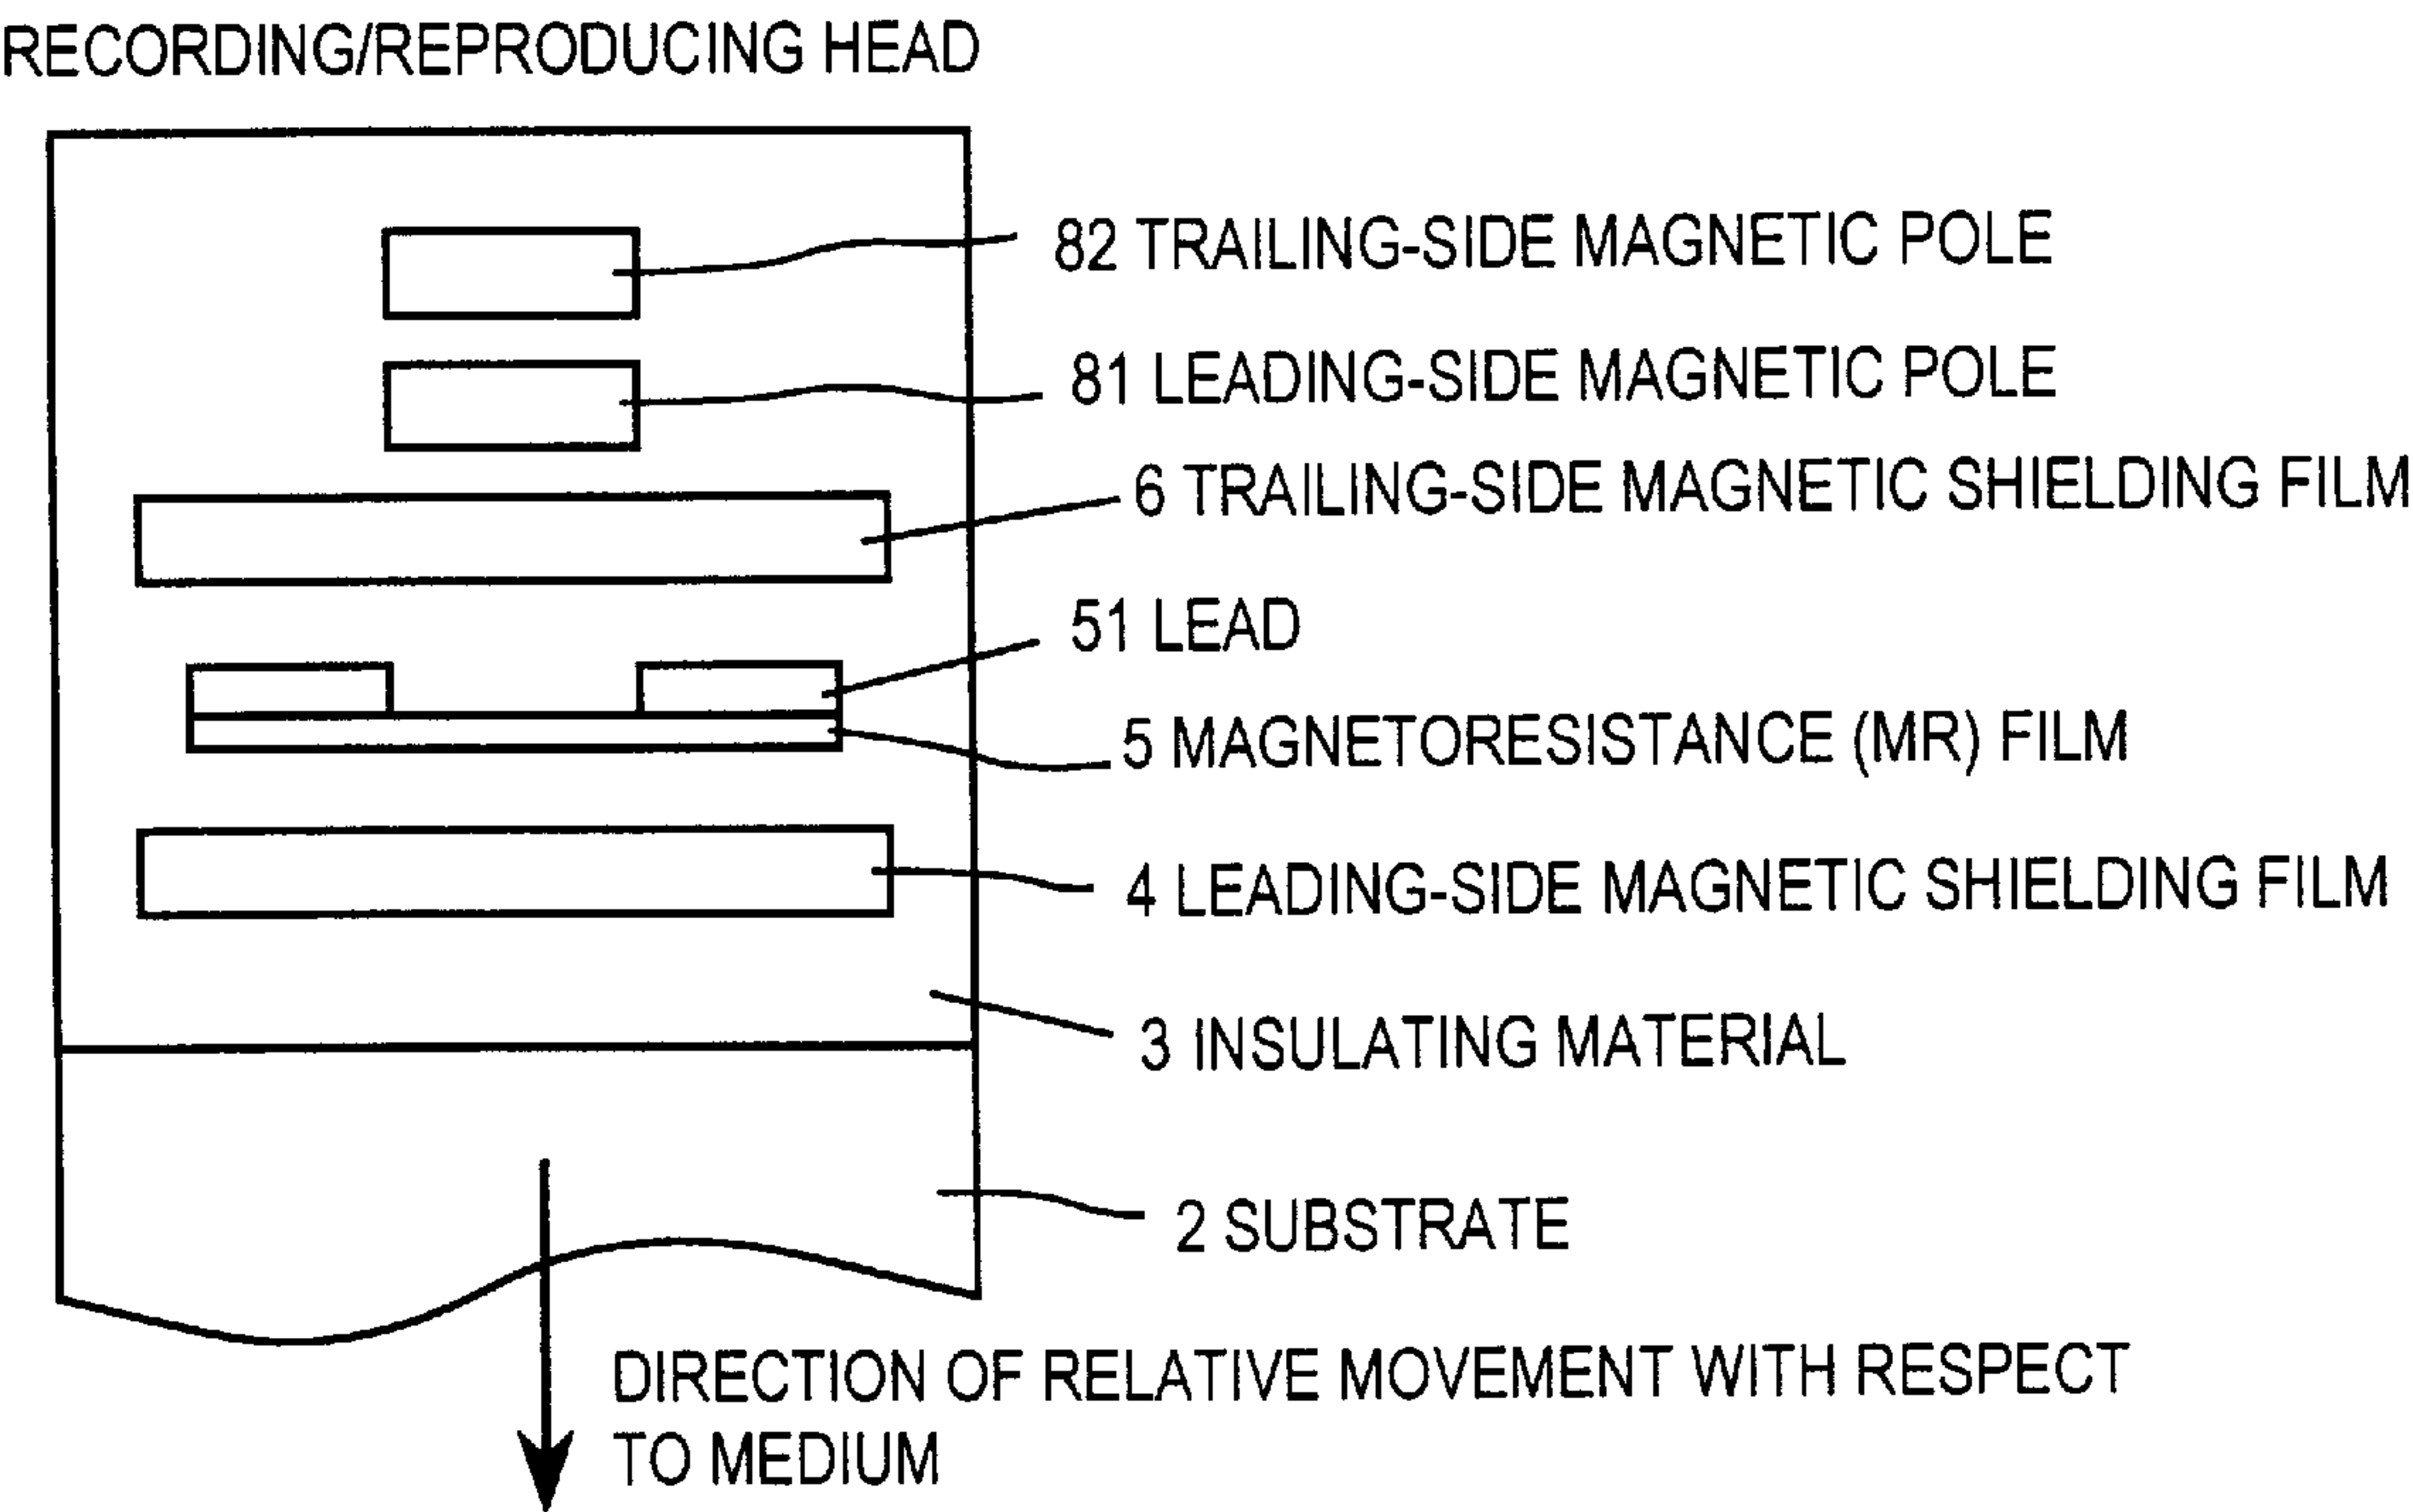 RECORDING/REPRODUCING HEAD
82 TRAILING-SIDE MAGNETIC POLE
81 LEADING-SIDE MAGNETIC POLE
6 TRAILING-SIDE MAGNETIC SHIELDING FILM
51 LEAD
5 MAGNETORESISTANCE (MR) FILM
4 LEADING-SIDE MAGNETIC SHIELDING FILM
3 INSULATING MATERIAL
2 SUBSTRATE
DIRECTION OF RELATIVE MOVEMENT WITH RESPECT
TO MEDIUM